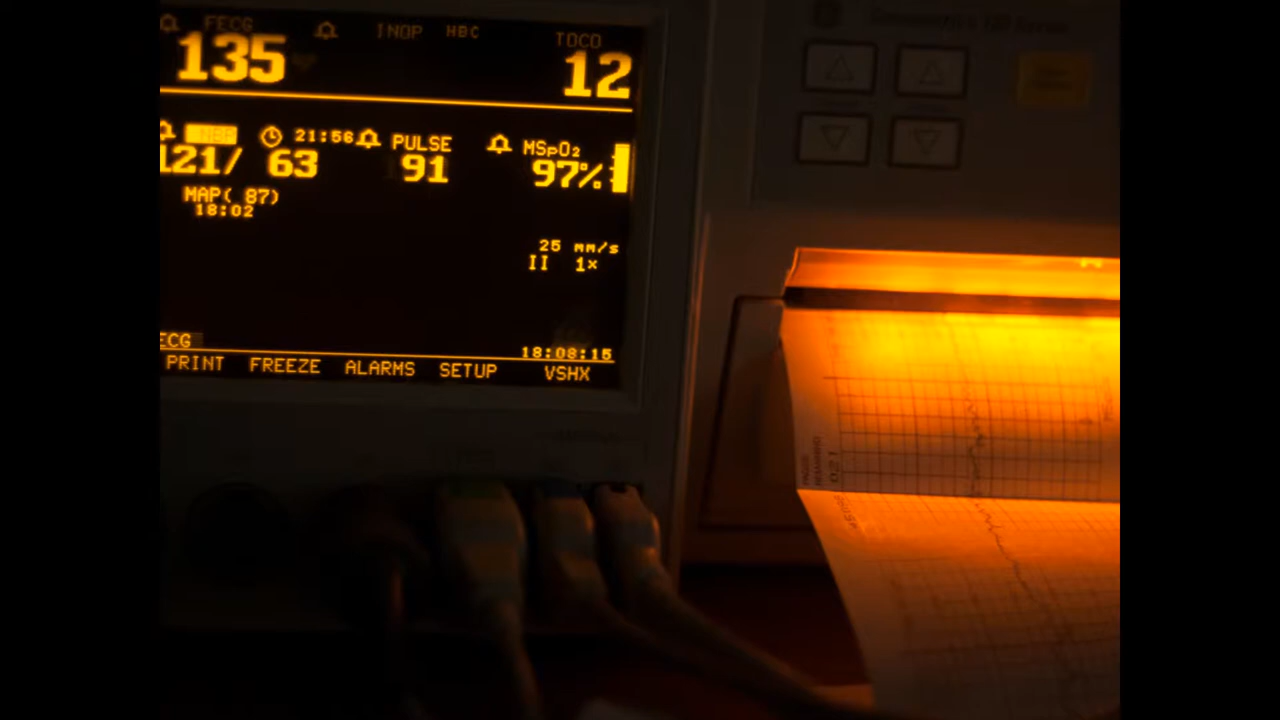 FECG INOP HBC TOCO
135 12
NBP 21:56 PULSE MSpO₂
121/ 63 91 97%
MAP( 87)
18:02
25 mm/s
II 1x
ECG
18:08:15
PRINT FREEZE ALARMS SETUP VSHX